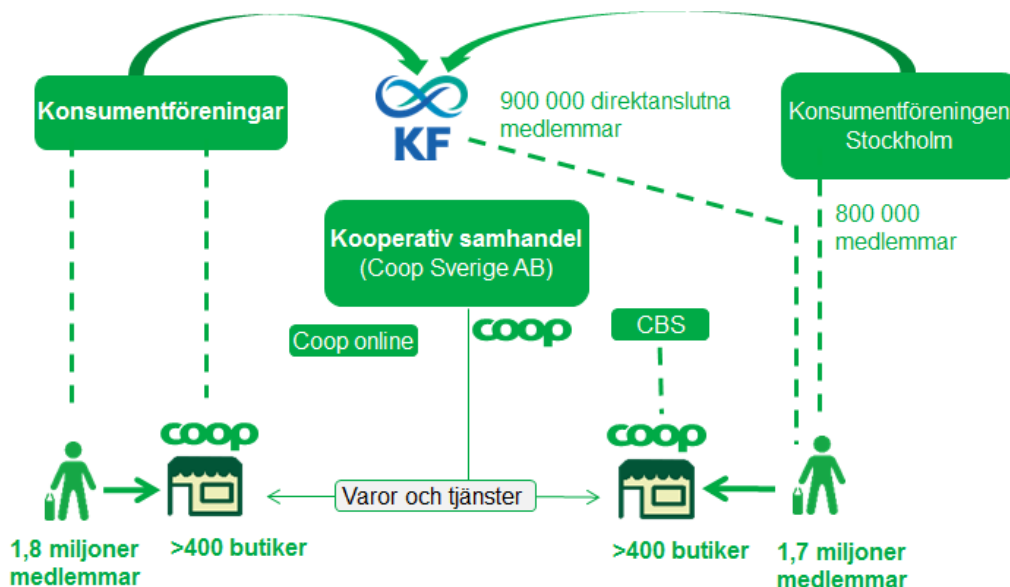 Konsumentföreningar
KF
900 000 direktanslutna
medlemmar
Konsumentföreningen
Stockholm
800 000
medlemmar
Kooperativ samhandel
(Coop Sverige AB)
Coop online
coop
CBS
coop
coop
Varor och tjänster
1,8 miljoner
medlemmar
>400 butiker
>400 butiker
1,7 miljoner
medlemmar